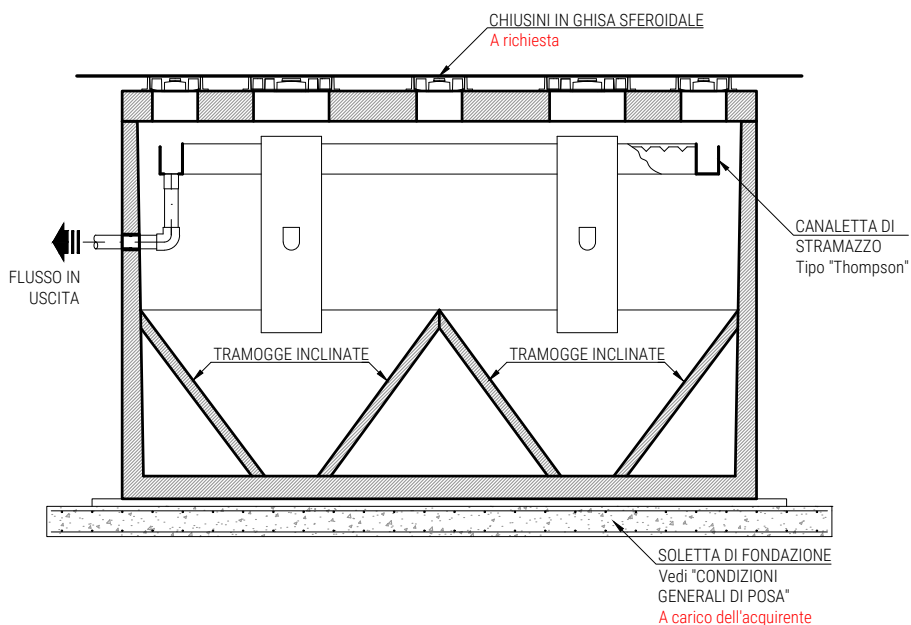 CHIUSINI IN GHISA SFEROIDALE
A richiesta
CANALETTA DI
STRAMAZZO
Tipo "Thompson"
FLUSSO IN
USCITA
TRAMOGGE INCLINATE
TRAMOGGE INCLINATE
SOLETTA DI FONDAZIONE
Vedi "CONDIZIONI
GENERALI DI POSA"
A carico dell'acquirente